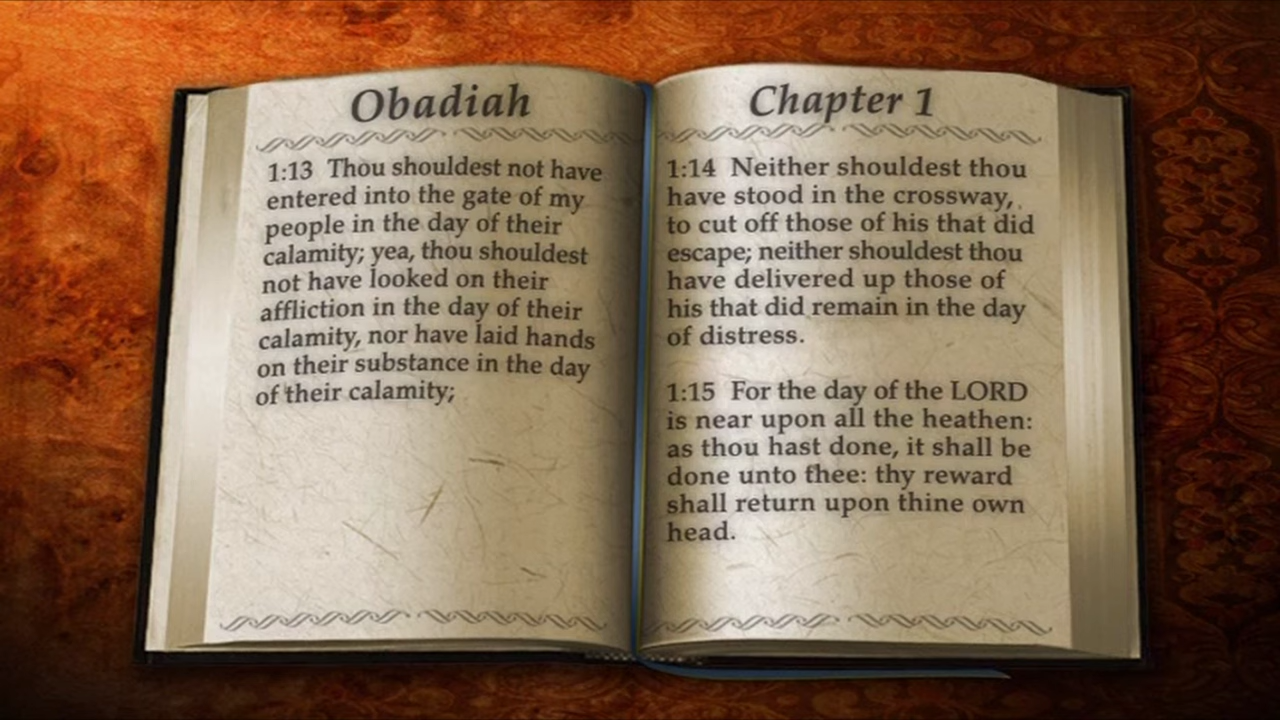 Obadiah
1:13 Thou shouldest not have
entered into the gate of my
people in the day of their
calamity; yea, thou shouldest
not have looked on their
affliction in the day of their
calamity, nor have laid hands
on their substance in the day
of their calamity;
Chapter 1
1:14 Neither shouldest thou
have stood in the crossway,
to cut off those of his that did
escape; neither shouldest thou
have delivered up those of
his that did remain in the day
of distress.
1:15 For the day of the LORD
is near upon all the heathen:
as thou hast done, it shall be
done unto thee: thy reward
shall return upon thine own
head.